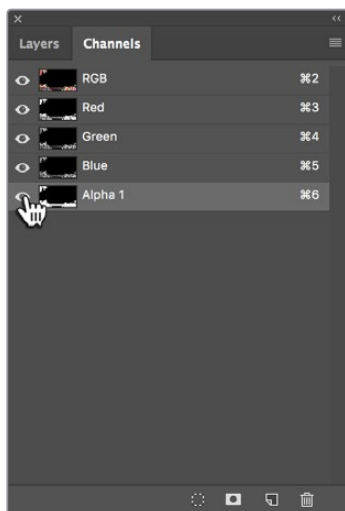 Layers Channels
RGB ⌘2
Red ⌘3
Green ⌘4
Blue ⌘5
Alpha 1 ⌘6